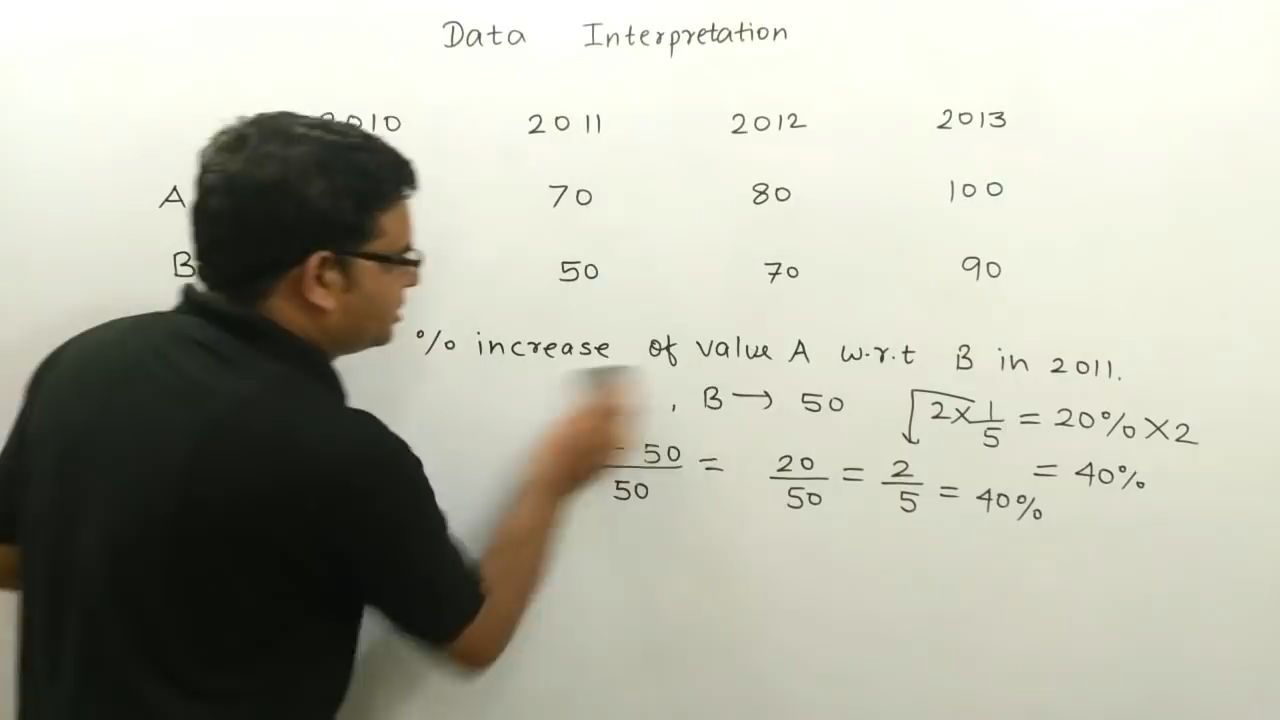 Data Interpretation
2010 2011 2012 2013
A 70 80 100
B 50 70 90
% increase of value A w.r.t B in 2011.
, B → 50 2 × 1/5 = 20% × 2
- 50/50 = 20/50 = 2/5 = 40% = 40%